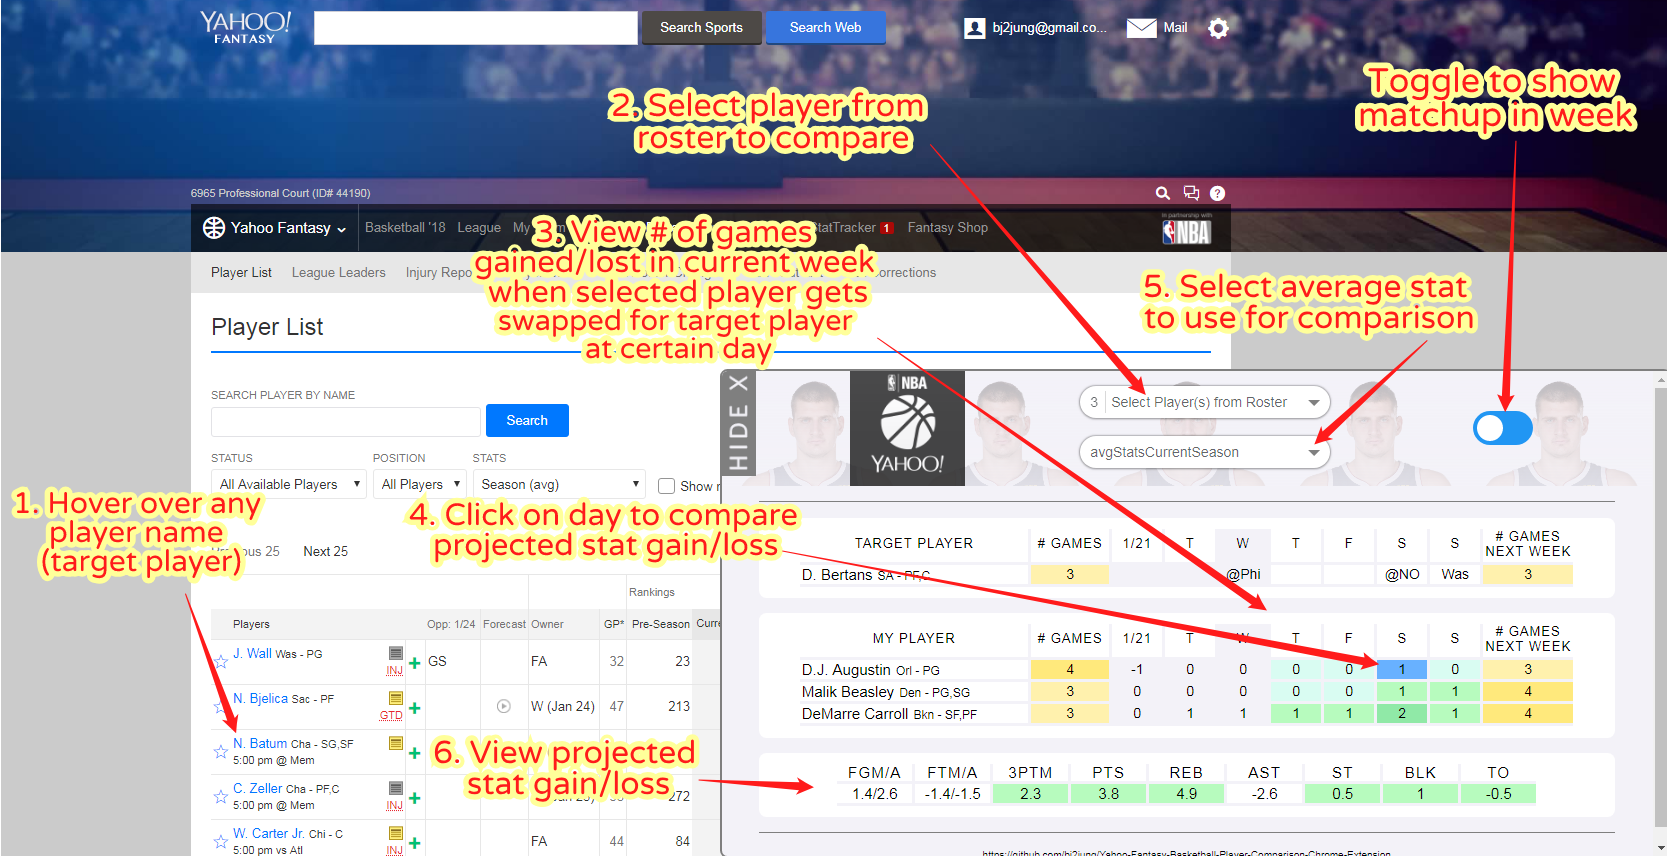 YAHOO!
FANTASY
Search Sports
Search Web
bj2jung@gmail.co...
Mail
2. Select player from
roster to compare
Toggle to show
matchup in week
6965 Professional Court (ID# 44190)
Yahoo Fantasy
Basketball '18
League
My
StatTracker 1
Fantasy Shop
in partnership with
NBA
3. View # of games
gained/lost in current week
when selected player gets
swapped for target player
at certain day
Player List
League Leaders
Injury Repo
5. Select average stat
to use for comparison
Player List
SEARCH PLAYER BY NAME
Search
STATUS
POSITION
STATS
All Available Players
All Players
Season (avg)
Show
1. Hover over any
player name
(target player)
4. Click on day to compare
projected stat gain/loss
25
Next 25
HIDE X
NBA
YAHOO!
3 Select Player(s) from Roster
avgStatsCurrentSeason
TARGET PLAYER # GAMES 1/21 T W T F S S # GAMES NEXT WEEK
D. Bertans SA - PF,C 3 @Phi @NO Was 3
MY PLAYER # GAMES 1/21 T W T F S S # GAMES NEXT WEEK
D.J. Augustin Orl - PG 4 -1 0 0 0 0 1 0 3
Malik Beasley Den - PG,SG 3 0 0 0 0 0 1 1 4
DeMarre Carroll Bkn - SF,PF 3 0 1 1 1 1 2 1 4
Rankings
Players Opp: 1/24 Forecast Owner GP* Pre-Season Curre
J. Wall Was - PG INJ GS FA 32 23
N. Bjelica Sac - PF GTD W (Jan 24) 47 213
N. Batum Cha - SG,SF
5:00 pm @ Mem
C. Zeller Cha - PF,C INJ 272
5:00 pm @ Mem
W. Carter Jr. Chi - C INJ FA 44 84
5:00 pm vs Atl
6. View projected
stat gain/loss
FGM/A FTM/A 3PTM PTS REB AST ST BLK TO
1.4/2.6 -1.4/-1.5 2.3 3.8 4.9 -2.6 0.5 1 -0.5
https://github.com/bj2jung/Yahoo-Fantasy-Basketball-Player-Comparison-Chrome-Extension